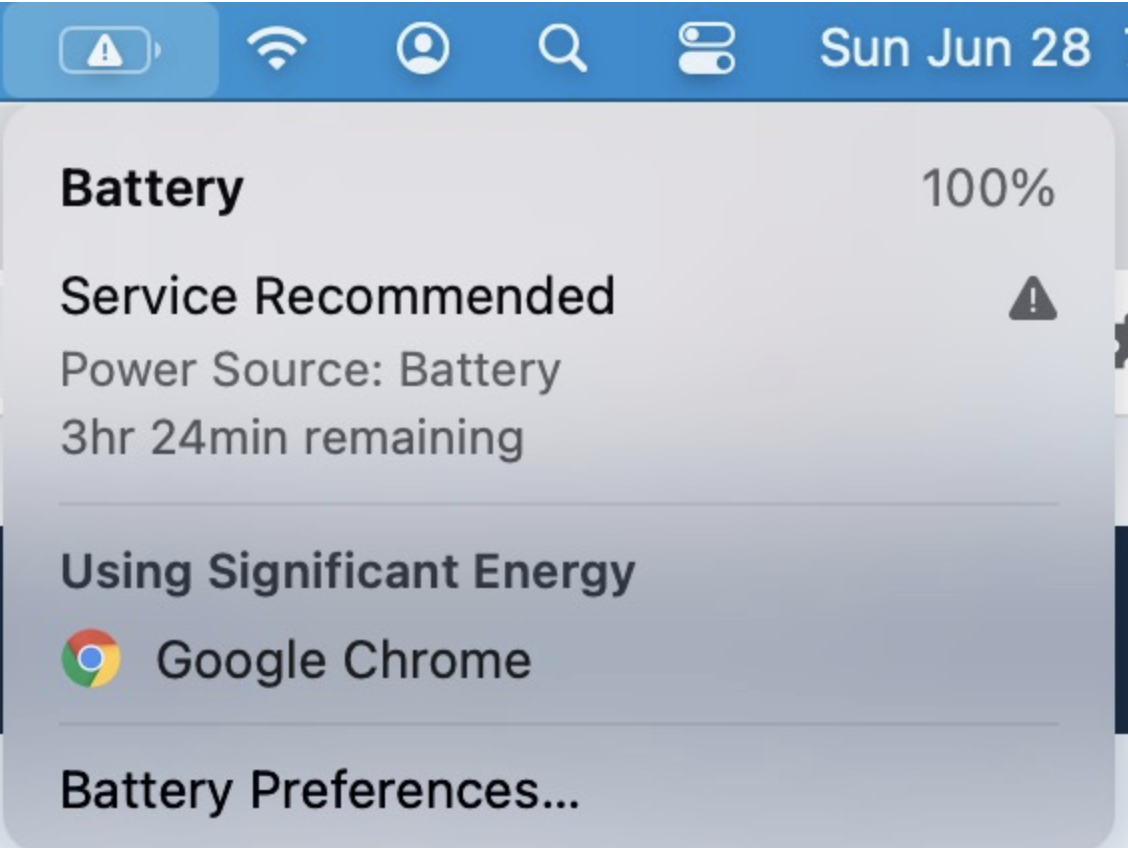 Sun Jun 28
Battery 100%
Service Recommended
Power Source: Battery
3hr 24min remaining
Using Significant Energy
Google Chrome
Battery Preferences...